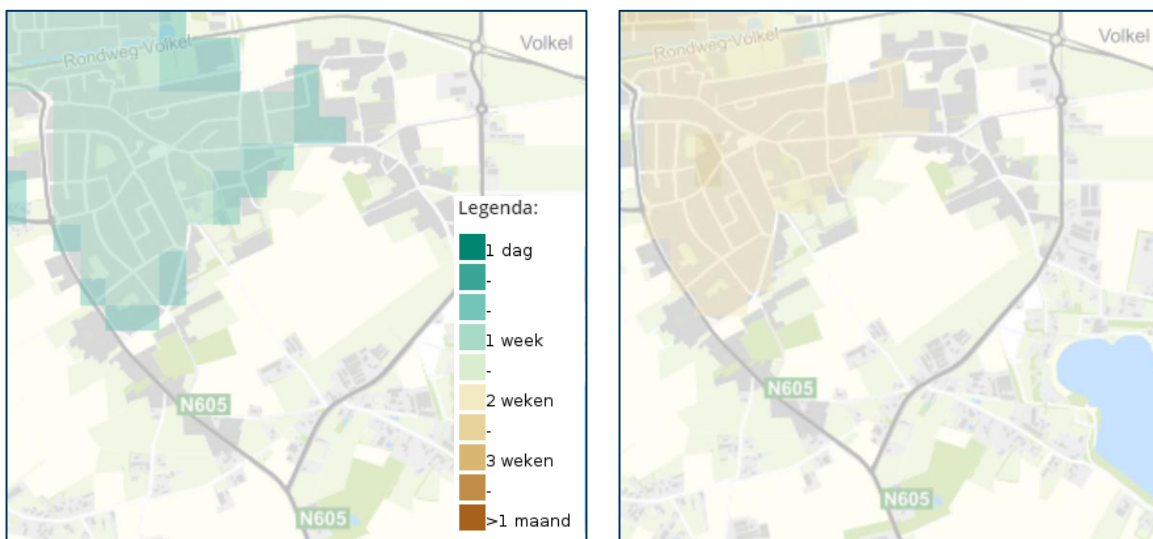 Rondweg-Volkel
Volkel
Legenda:
1 dag
-
-
1 week
-
2 weken
-
3 weken
-
>1 maand
N605
N605
Rondweg-Volkel
Volkel
N605
N605